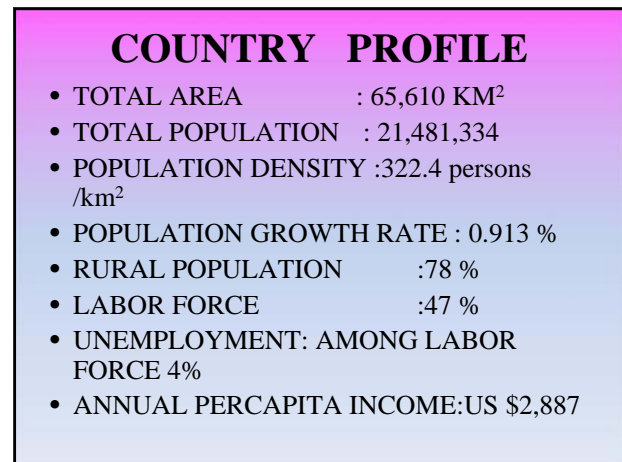 COUNTRY PROFILE
• TOTAL AREA : 65,610 KM²
• TOTAL POPULATION : 21,481,334
• POPULATION DENSITY :322.4 persons
/km²
• POPULATION GROWTH RATE : 0.913 %
• RURAL POPULATION :78 %
• LABOR FORCE :47 %
• UNEMPLOYMENT: AMONG LABOR
FORCE 4%
• ANNUAL PERCAPITA INCOME:US $2,887